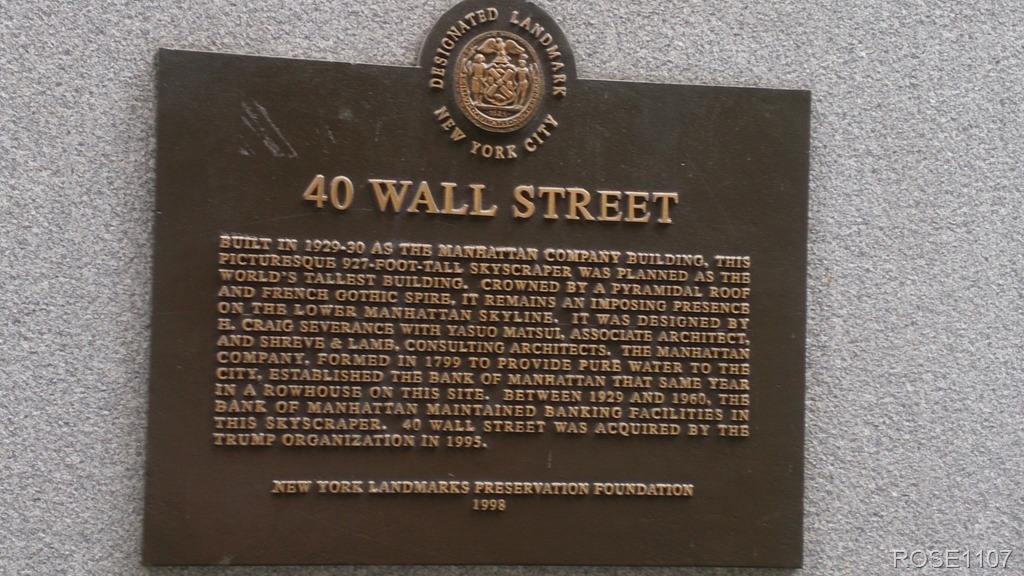 DESIGNATED LANDMARK
NEW YORK CITY
40 WALL STREET
BUILT IN 1929-30 AS THE MANHATTAN COMPANY BUILDING, THIS
PICTURESQUE 927-FOOT-TALL SKYSCRAPER WAS PLANNED AS THE
WORLD'S TALLEST BUILDING. CROWNED BY A PYRAMIDAL ROOF
AND FRENCH GOTHIC SPIRE, IT REMAINS AN IMPOSING PRESENCE
ON THE LOWER MANHATTAN SKYLINE. IT WAS DESIGNED BY
H. CRAIG SEVERANCE WITH YASUO MATSUI, ASSOCIATE ARCHITECT,
AND SHREVE & LAMB, CONSULTING ARCHITECTS. THE MANHATTAN
COMPANY, FORMED IN 1799 TO PROVIDE PURE WATER TO THE
CITY, ESTABLISHED THE BANK OF MANHATTAN THAT SAME YEAR
IN A ROWHOUSE ON THIS SITE. BETWEEN 1929 AND 1960, THE
BANK OF MANHATTAN MAINTAINED BANKING FACILITIES IN
THIS SKYSCRAPER. 40 WALL STREET WAS ACQUIRED BY THE
TRUMP ORGANIZATION IN 1995.
NEW YORK LANDMARKS PRESERVATION FOUNDATION
1998
ROSE1107